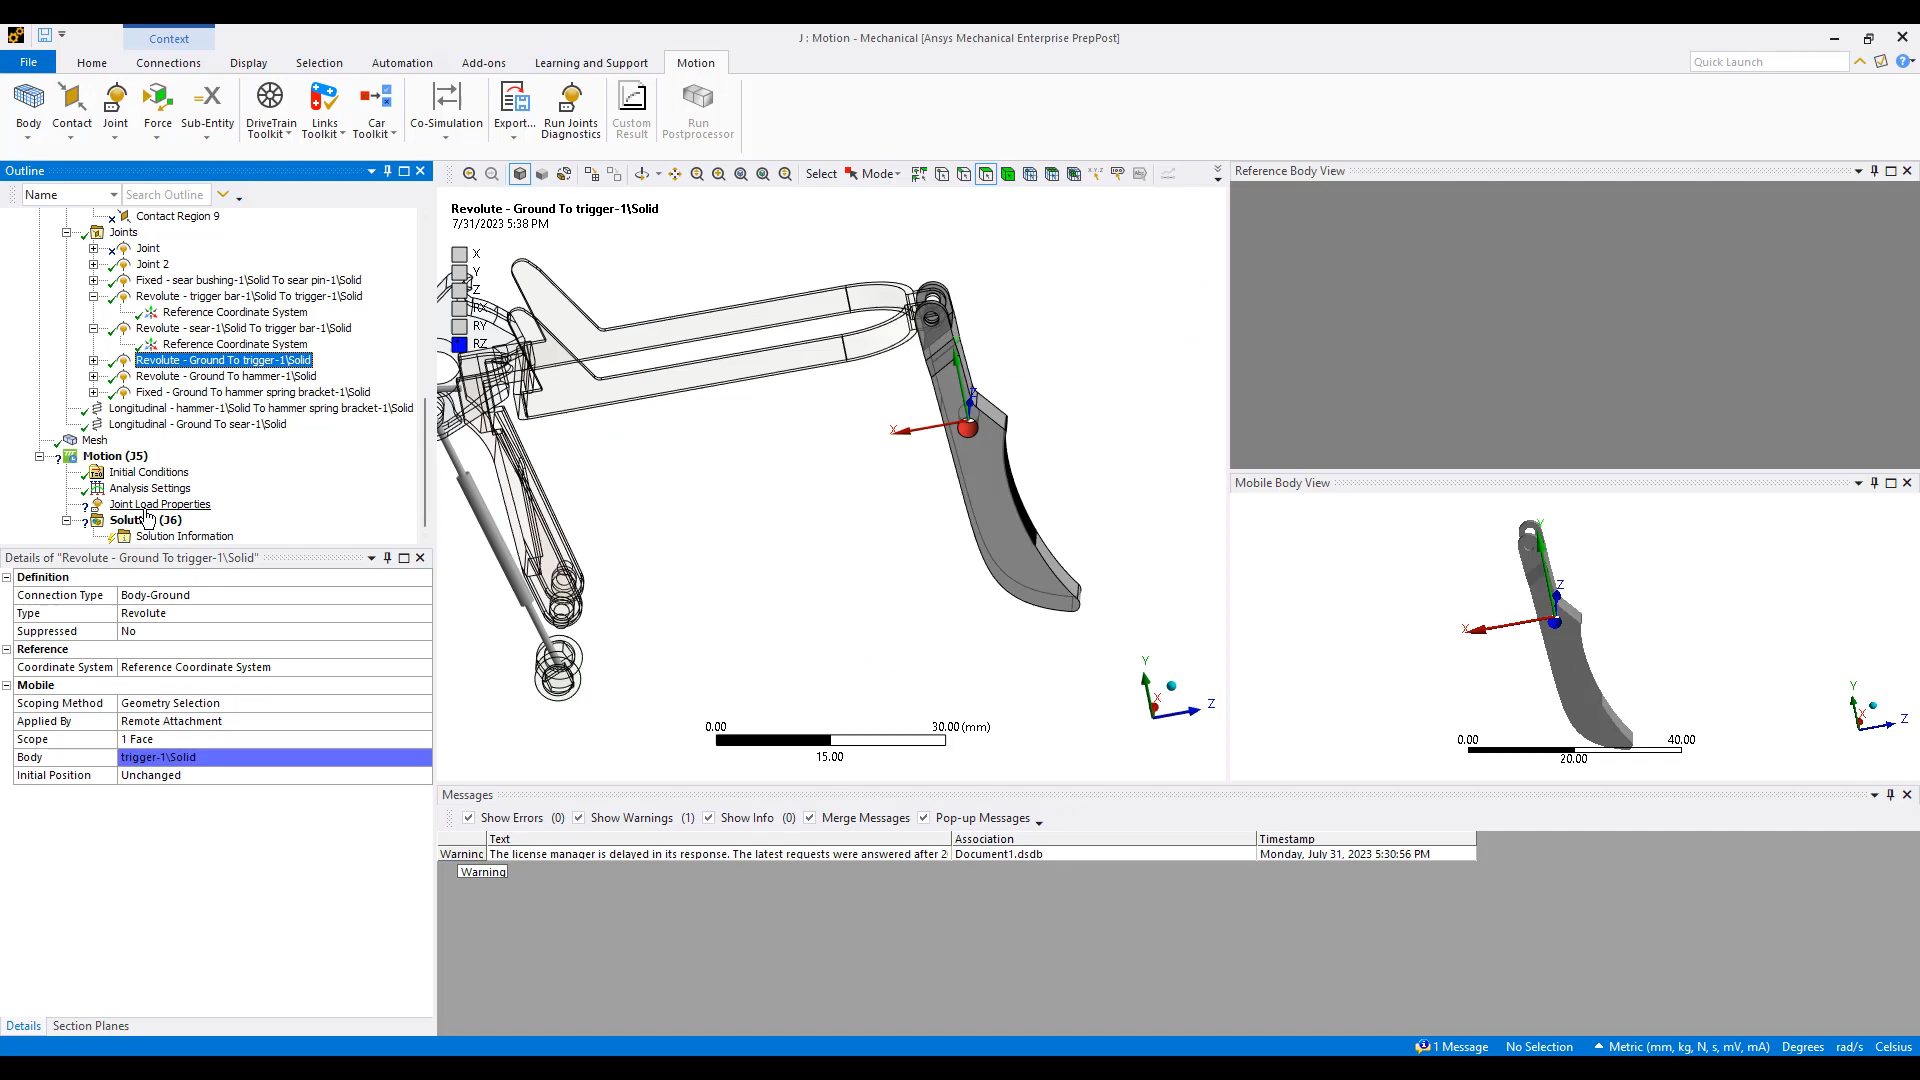 Context
J : Motion - Mechanical [Ansys Mechanical Enterprise PrepPost]
File
Home
Connections
Display
Selection
Automation
Add-ons
Learning and Support
Motion
Quick Launch
Body
Contact
Joint
Force
Sub-Entity
DriveTrain Toolkit
Links Toolkit
Car Toolkit
Co-Simulation
Export...
Run Joints Diagnostics
Custom Result
Run Postprocessor
Outline
Name
Search Outline
Contact Region 9
Joints
Joint
Joint 2
Fixed - sear bushing-1\Solid To sear pin-1\Solid
Revolute - trigger bar-1\Solid To trigger-1\Solid
Reference Coordinate System
Revolute - sear-1\Solid To trigger bar-1\Solid
Reference Coordinate System
Revolute - Ground To trigger-1\Solid
Revolute - Ground To hammer-1\Solid
Fixed - Ground To hammer spring bracket-1\Solid
Longitudinal - hammer-1\Solid To hammer spring bracket-1\Solid
Longitudinal - Ground To sear-1\Solid
Mesh
Motion (J5)
Initial Conditions
Analysis Settings
Joint Load Properties
(J6)
Solution Information
Details of "Revolute - Ground To trigger-1\Solid"
Definition
Connection Type Body-Ground
Type Revolute
Suppressed No
Reference
Coordinate System Reference Coordinate System
Mobile
Scoping Method Geometry Selection
Applied By Remote Attachment
Scope 1 Face
Body trigger-1\Solid
Initial Position Unchanged
Details Section Planes
Select
Mode
Revolute - Ground To trigger-1\Solid
7/31/2023 5:38 PM
X
Y
Z
RX
RY
RZ
X
Z
Y
X
Z
0.00
30.00 (mm)
15.00
Reference Body View
Mobile Body View
Y
Z
X
Y
X
Z
0.00
40.00
20.00
Messages
Show Errors (0)
Show Warnings (1)
Show Info (0)
Merge Messages
Pop-up Messages
Text
Association
Timestamp
Warning
The license manager is delayed in its response. The latest requests were answered after
Document1.dsdb
Monday, July 31, 2023 5:30:56 PM
Warning
1 Message
No Selection
Metric (mm, kg, N, s, mV, mA)
Degrees
rad/s
Celsius